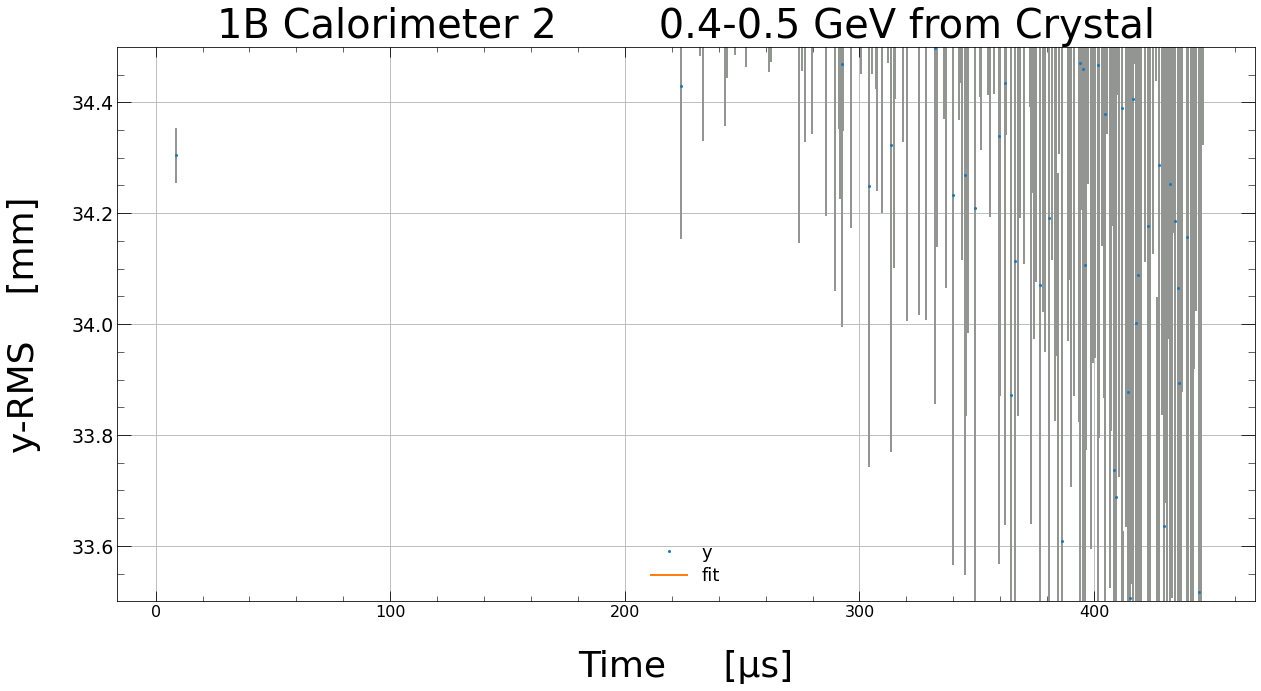 1B Calorimeter 2 0.4-0.5 GeV from Crystal
y-RMS [mm]
34.4
34.2
34.0
33.8
33.6
y
fit
0 100 200 300 400
Time [μs]